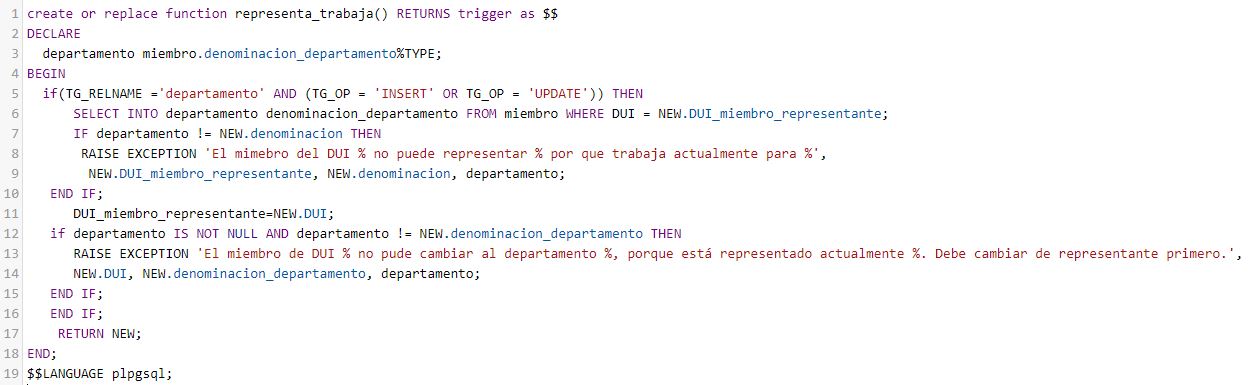 1 create or replace function representa_trabaja() RETURNS trigger as $$
2 DECLARE
3 departamento miembro.denominacion_departamento%TYPE;
4 BEGIN
5 if(TG_RELNAME ='departamento' AND (TG_OP = 'INSERT' OR TG_OP = 'UPDATE')) THEN
6 SELECT INTO departamento denominacion_departamento FROM miembro WHERE DUI = NEW.DUI_miembro_representante;
7 IF departamento != NEW.denominacion THEN
8 RAISE EXCEPTION 'El mimebro del DUI % no puede representar % por que trabaja actualmente para %',
9 NEW.DUI_miembro_representante, NEW.denominacion, departamento;
10 END IF;
11 DUI_miembro_representante=NEW.DUI;
12 if departamento IS NOT NULL AND departamento != NEW.denominacion_departamento THEN
13 RAISE EXCEPTION 'El miembro de DUI % no pude cambiar al departamento %, porque está representado actualmente %. Debe cambiar de representante primero.',
14 NEW.DUI, NEW.denominacion_departamento, departamento;
15 END IF;
16 END IF;
17 RETURN NEW;
18 END;
19 $$LANGUAGE plpgsql;